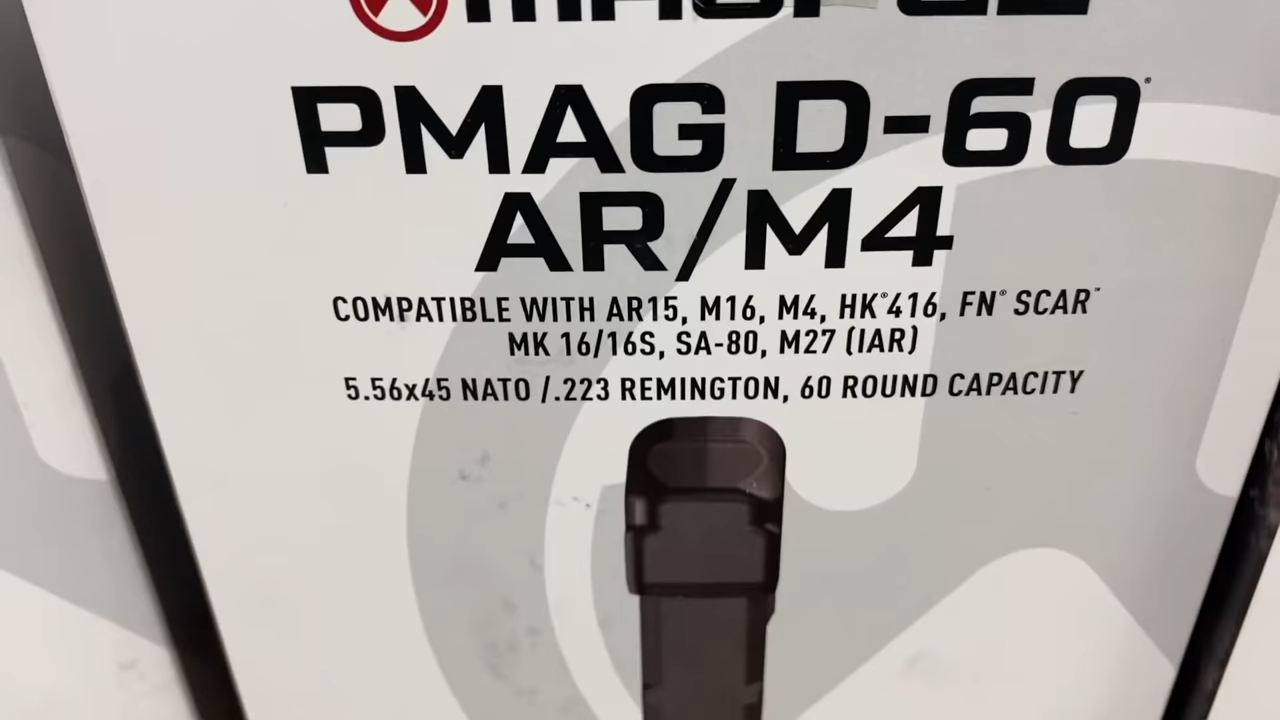 MAGPUL
PMAG D-60®
AR/M4
COMPATIBLE WITH AR15, M16, M4, HK®416, FN® SCAR™
MK 16/16S, SA-80, M27 (IAR)
5.56x45 NATO /.223 REMINGTON, 60 ROUND CAPACITY